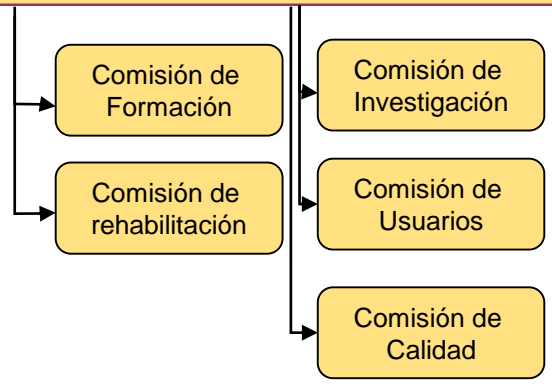 Comisión de
Formación
Comisión de
rehabilitación
Comisión de
Investigación
Comisión de
Usuarios
Comisión de
Calidad